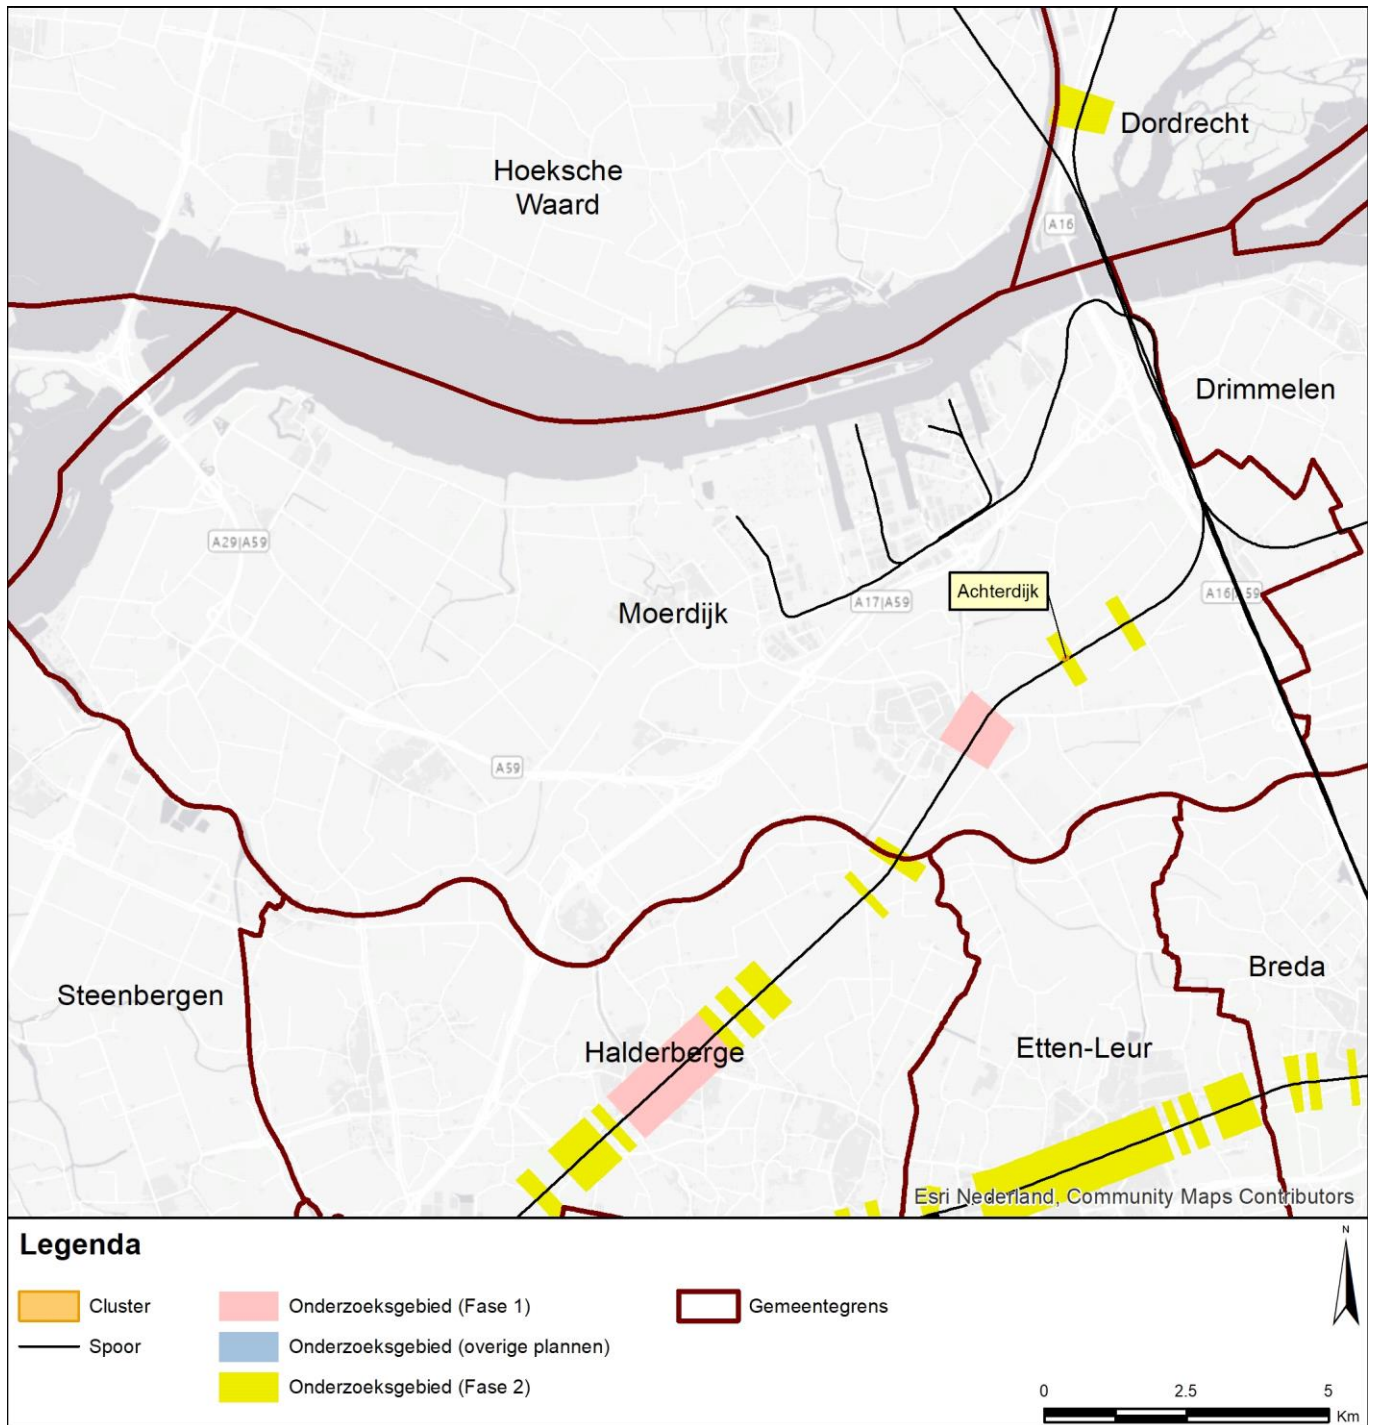 Dordrecht
Hoeksche
Waard
A16
Drimmelen
A29|A59
Achterdijk
A17|A59
A16|A59
Moerdijk
A59
Steenbergen
Breda
Halderberge
Etten-Leur
Esri Nederland, Community Maps Contributors
Legenda
N
Cluster
Onderzoeksgebied (Fase 1)
Gemeentegrens
Spoor
Onderzoeksgebied (overige plannen)
Onderzoeksgebied (Fase 2)
0 2.5 5
Km